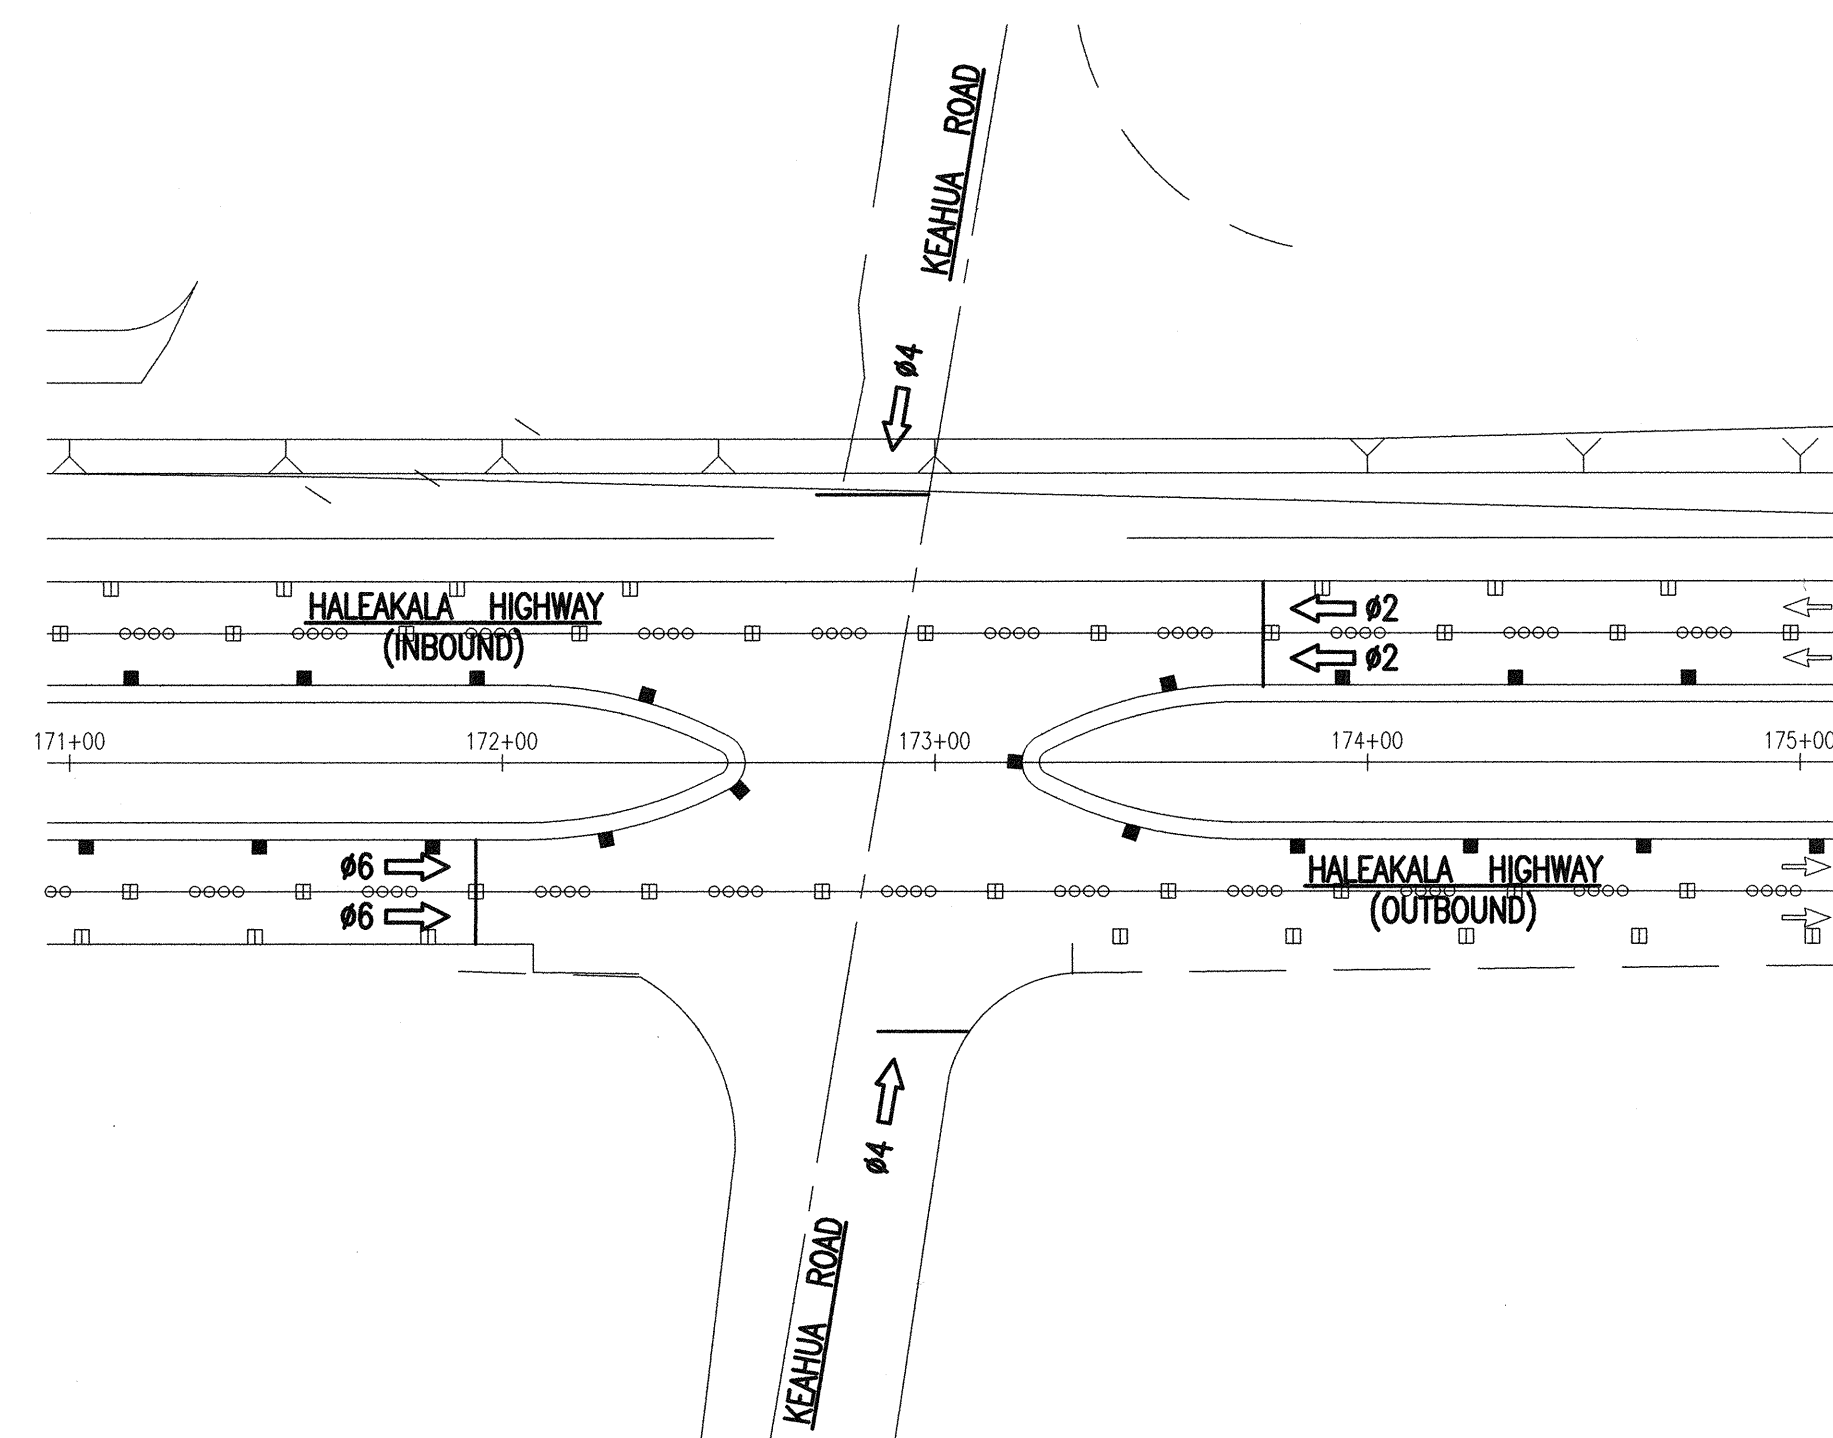 KEAHUA ROAD
ø4
HALEAKALA HIGHWAY
(INBOUND)
ø2
ø2
171+00
172+00
173+00
174+00
175+00
ø6
ø6
HALEAKALA HIGHWAY
(OUTBOUND)
ø4
KEAHUA ROAD